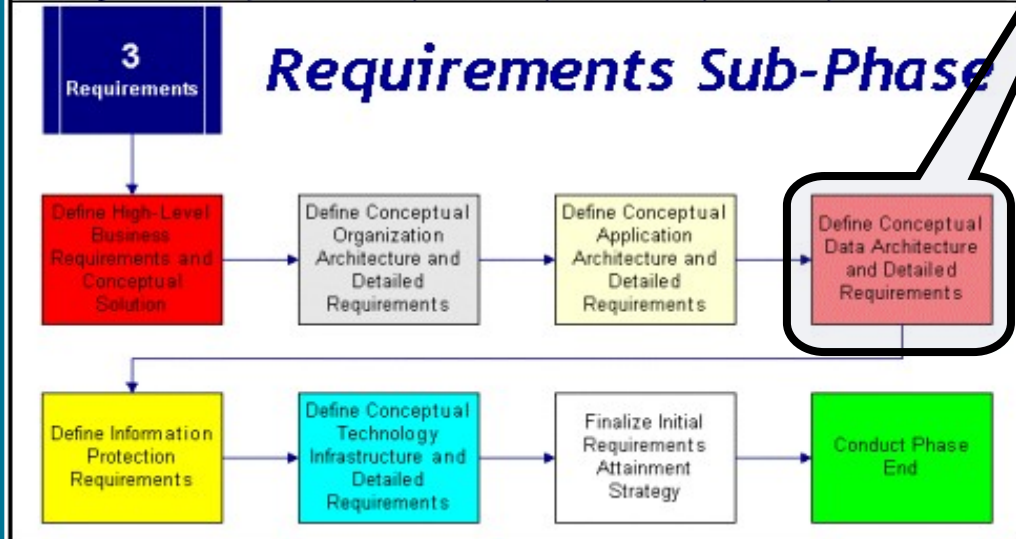 3
Requirements
Requirements Sub-Phase
Define High-Level
Business
Requirements and
Conceptual
Solution
Define Conceptual
Organization
Architecture and
Detailed
Requirements
Define Conceptual
Application
Architecture and
Detailed
Requirements
Define Conceptual
Data Architecture
and Detailed
Requirements
Define Information
Protection
Requirements
Define Conceptual
Technology
Infrastructure and
Detailed
Requirements
Finalize Initial
Requirements
Attainment
Strategy
Conduct Phase
End